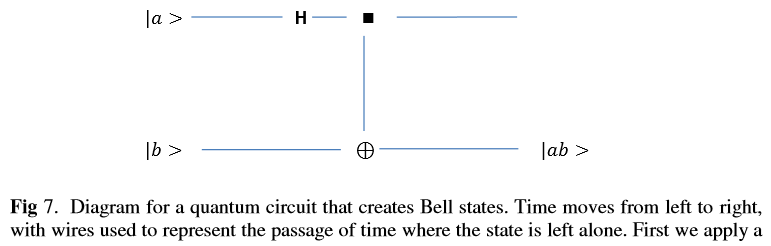 |a > H
|b > |ab >
Fig 7. Diagram for a quantum circuit that creates Bell states. Time moves from left to right,
with wires used to represent the passage of time where the state is left alone. First we apply a